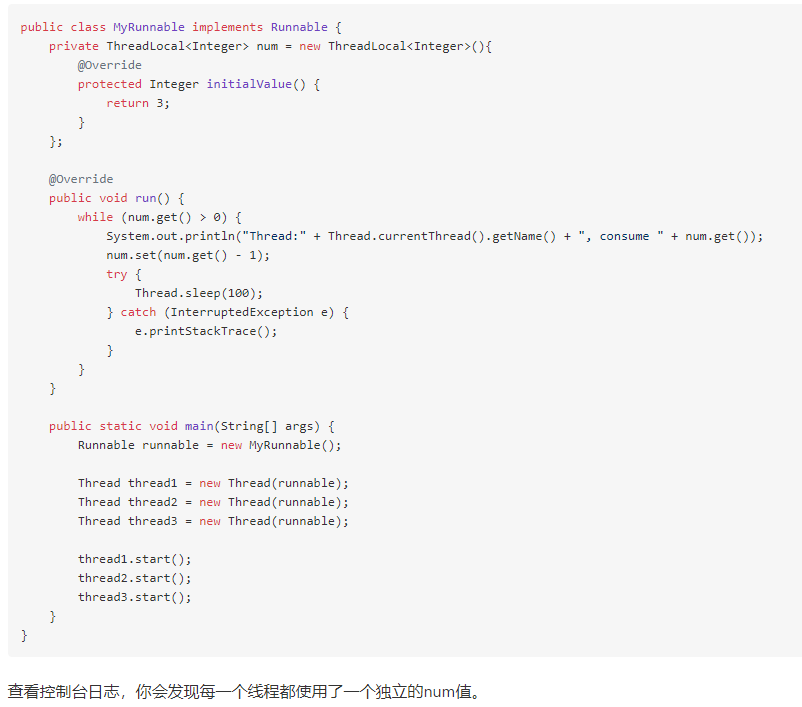 public class MyRunnable implements Runnable {
    private ThreadLocal<Integer> num = new ThreadLocal<Integer>(){
        @Override
        protected Integer initialValue() {
            return 3;
        }
    };

    @Override
    public void run() {
        while (num.get() > 0) {
            System.out.println("Thread:" + Thread.currentThread().getName() + ", consume " + num.get());
            num.set(num.get() - 1);
            try {
                Thread.sleep(100);
            } catch (InterruptedException e) {
                e.printStackTrace();
            }
        }
    }

    public static void main(String[] args) {
        Runnable runnable = new MyRunnable();

        Thread thread1 = new Thread(runnable);
        Thread thread2 = new Thread(runnable);
        Thread thread3 = new Thread(runnable);

        thread1.start();
        thread2.start();
        thread3.start();
    }
}
查看控制台日志，你会发现每一个线程都使用了一个独立的num值。